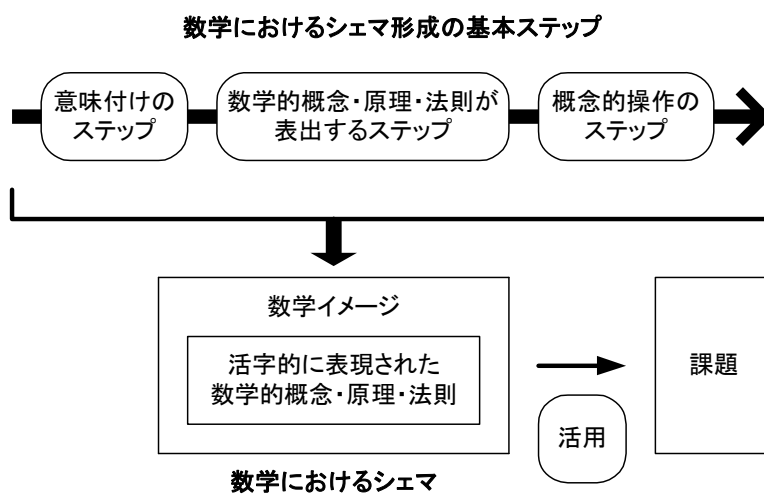 数学におけるシェマ形成の基本ステップ
意味付けの
ステップ
数学的概念・原理・法則が
表出するステップ
概念的操作の
ステップ
数学イメージ
活字的に表現された
数学的概念・原理・法則
課題
活用
数学におけるシェマ